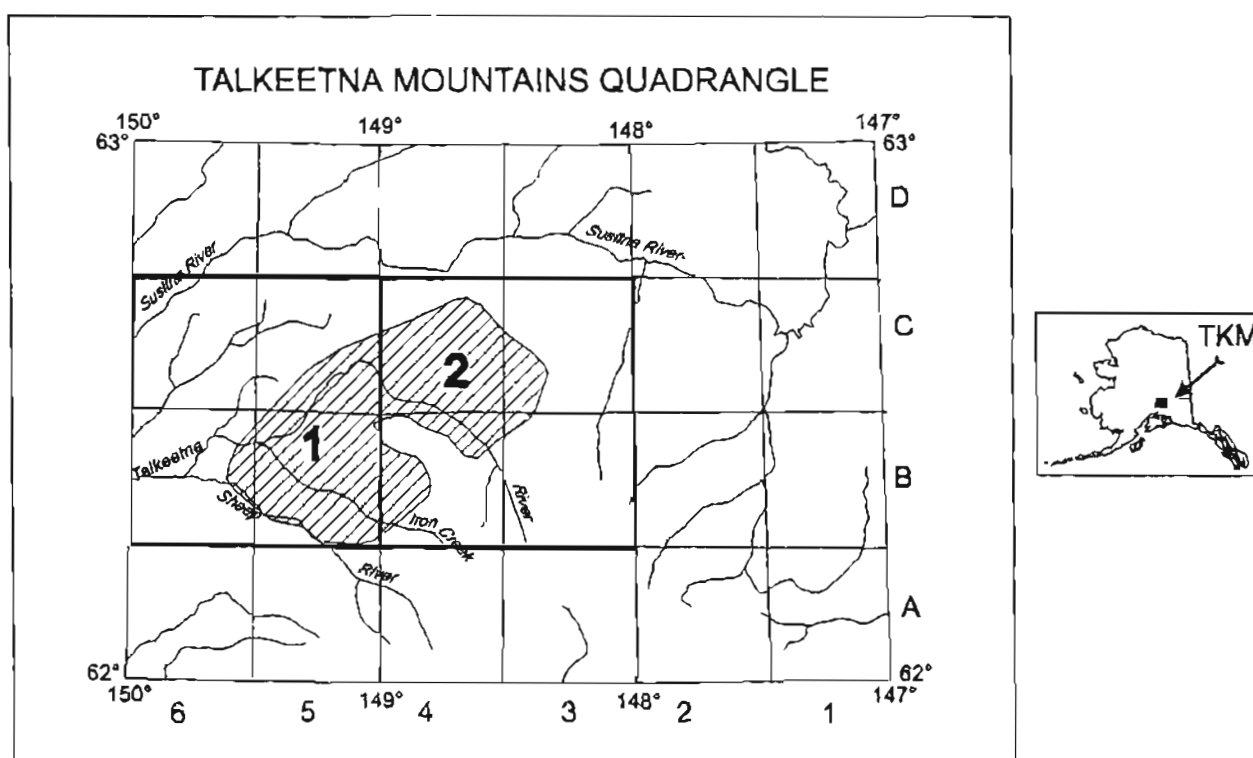 TALKEETNA MOUNTAINS QUADRANGLE
150° 149° 148° 147°
63° 63°
D
Susitna River
Susitna River
C
TKM
2
1
Talkeetna
B
Sheep
River
Iron Creek
River
A
62° 62°
150° 149° 148° 147°
6 5 4 3 2 1